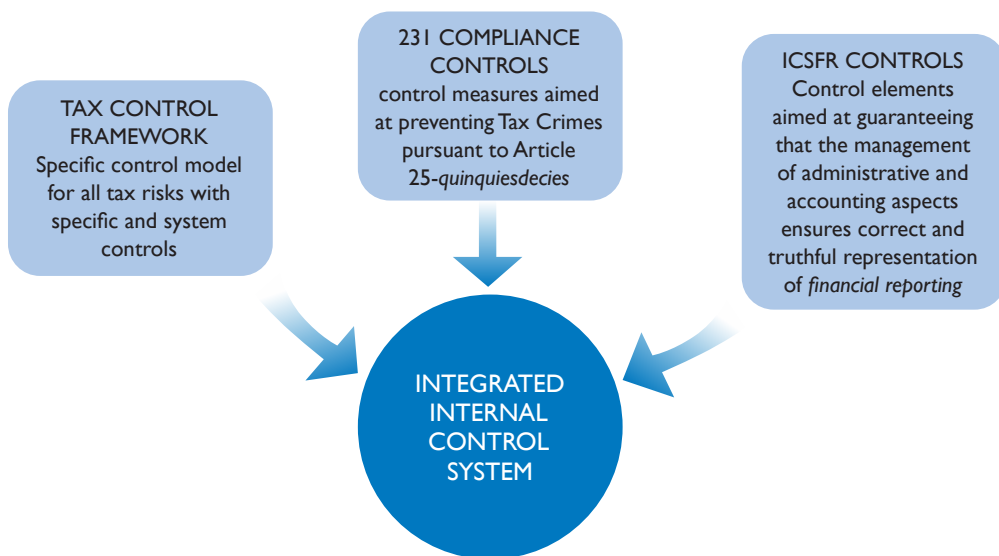 TAX CONTROL
FRAMEWORK
Specific control model
for all tax risks with
specific and system
controls
231 COMPLIANCE
CONTROLS
control measures aimed
at preventing Tax Crimes
pursuant to Article
25-quinquiesdecies
ICSFR CONTROLS
Control elements
aimed at guaranteeing
that the management
of administrative and
accounting aspects
ensures correct and
truthful representation
of financial reporting
INTEGRATED
INTERNAL
CONTROL
SYSTEM